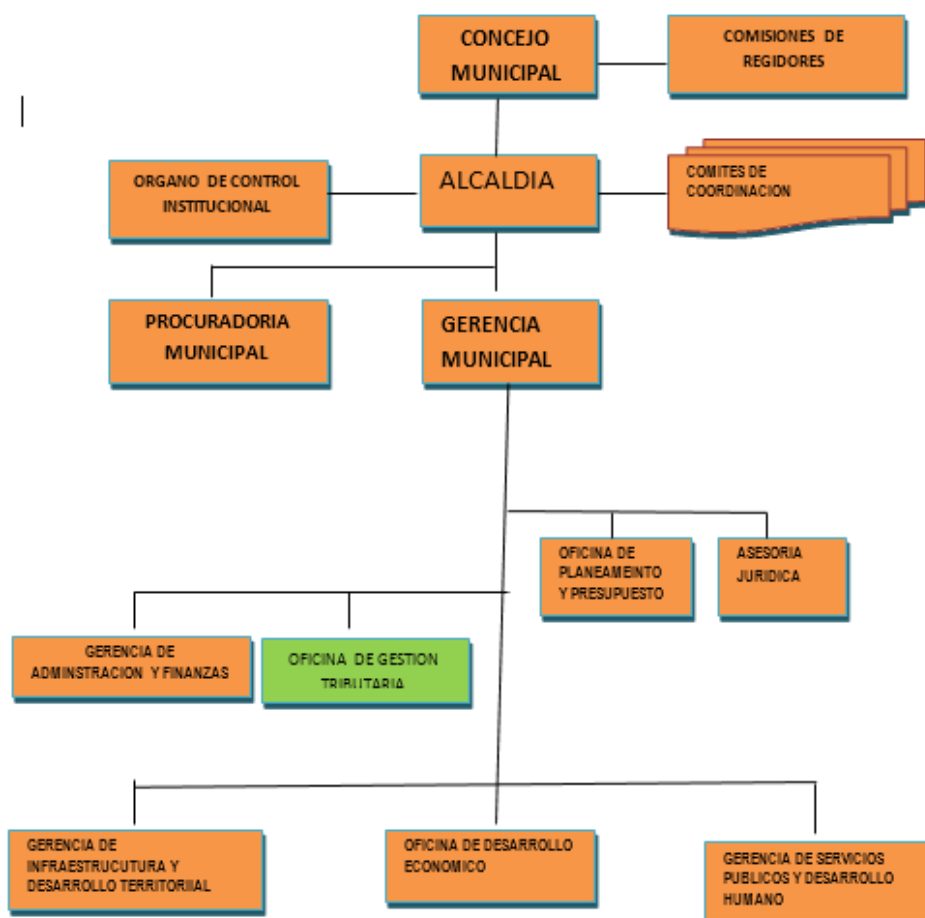 CONCEJO
MUNICIPAL
COMISIONES DE
REGIDORES
ORGANO DE CONTROL
INSTITUCIONAL
ALCALDIA
COMITES DE
COORDINACION
PROCURADORIA
MUNICIPAL
GERENCIA
MUNICIPAL
OFICINA DE
PLANEAMEINTO
Y PRESUPUESTO
ASESORIA
JURIDICA
GERENCIA DE
ADMINSTRACION Y FINANZAS
OFICINA DE GESTION
TRIBUTARIA
GERENCIA DE
INFRAESTRUCUTURA Y
DESARROLLO TERRITORIIAL
OFICINA DE DESARROLLO
ECONOMICO
GERENCIA DE SERVICIOS
PUBLICOS Y DESARROLLO
HUMANO